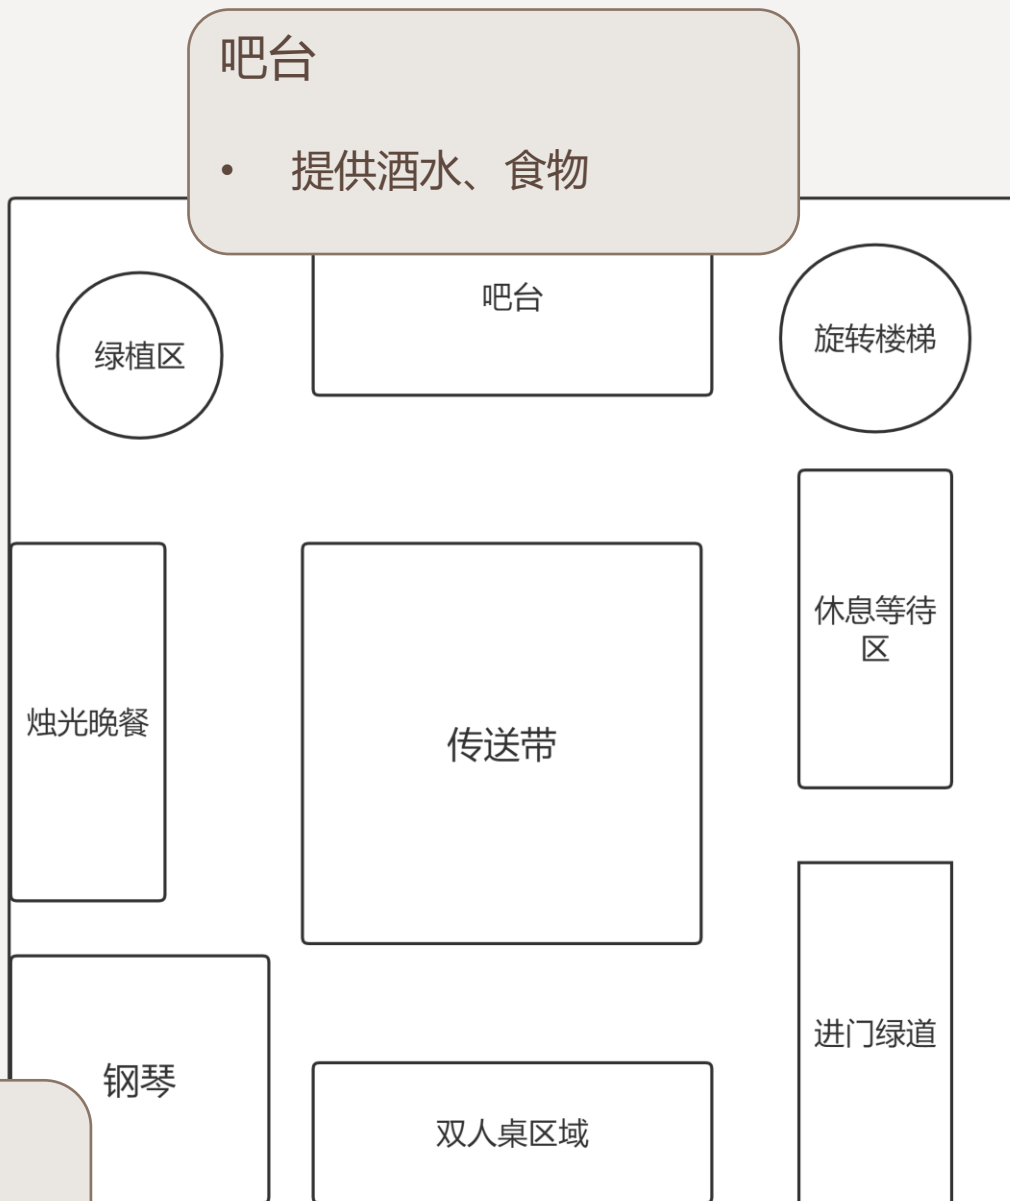 吧台
• 提供酒水、食物
吧台
绿植区
旋转楼梯
休息等待
区
烛光晚餐
传送带
进门绿道
钢琴
双人桌区域